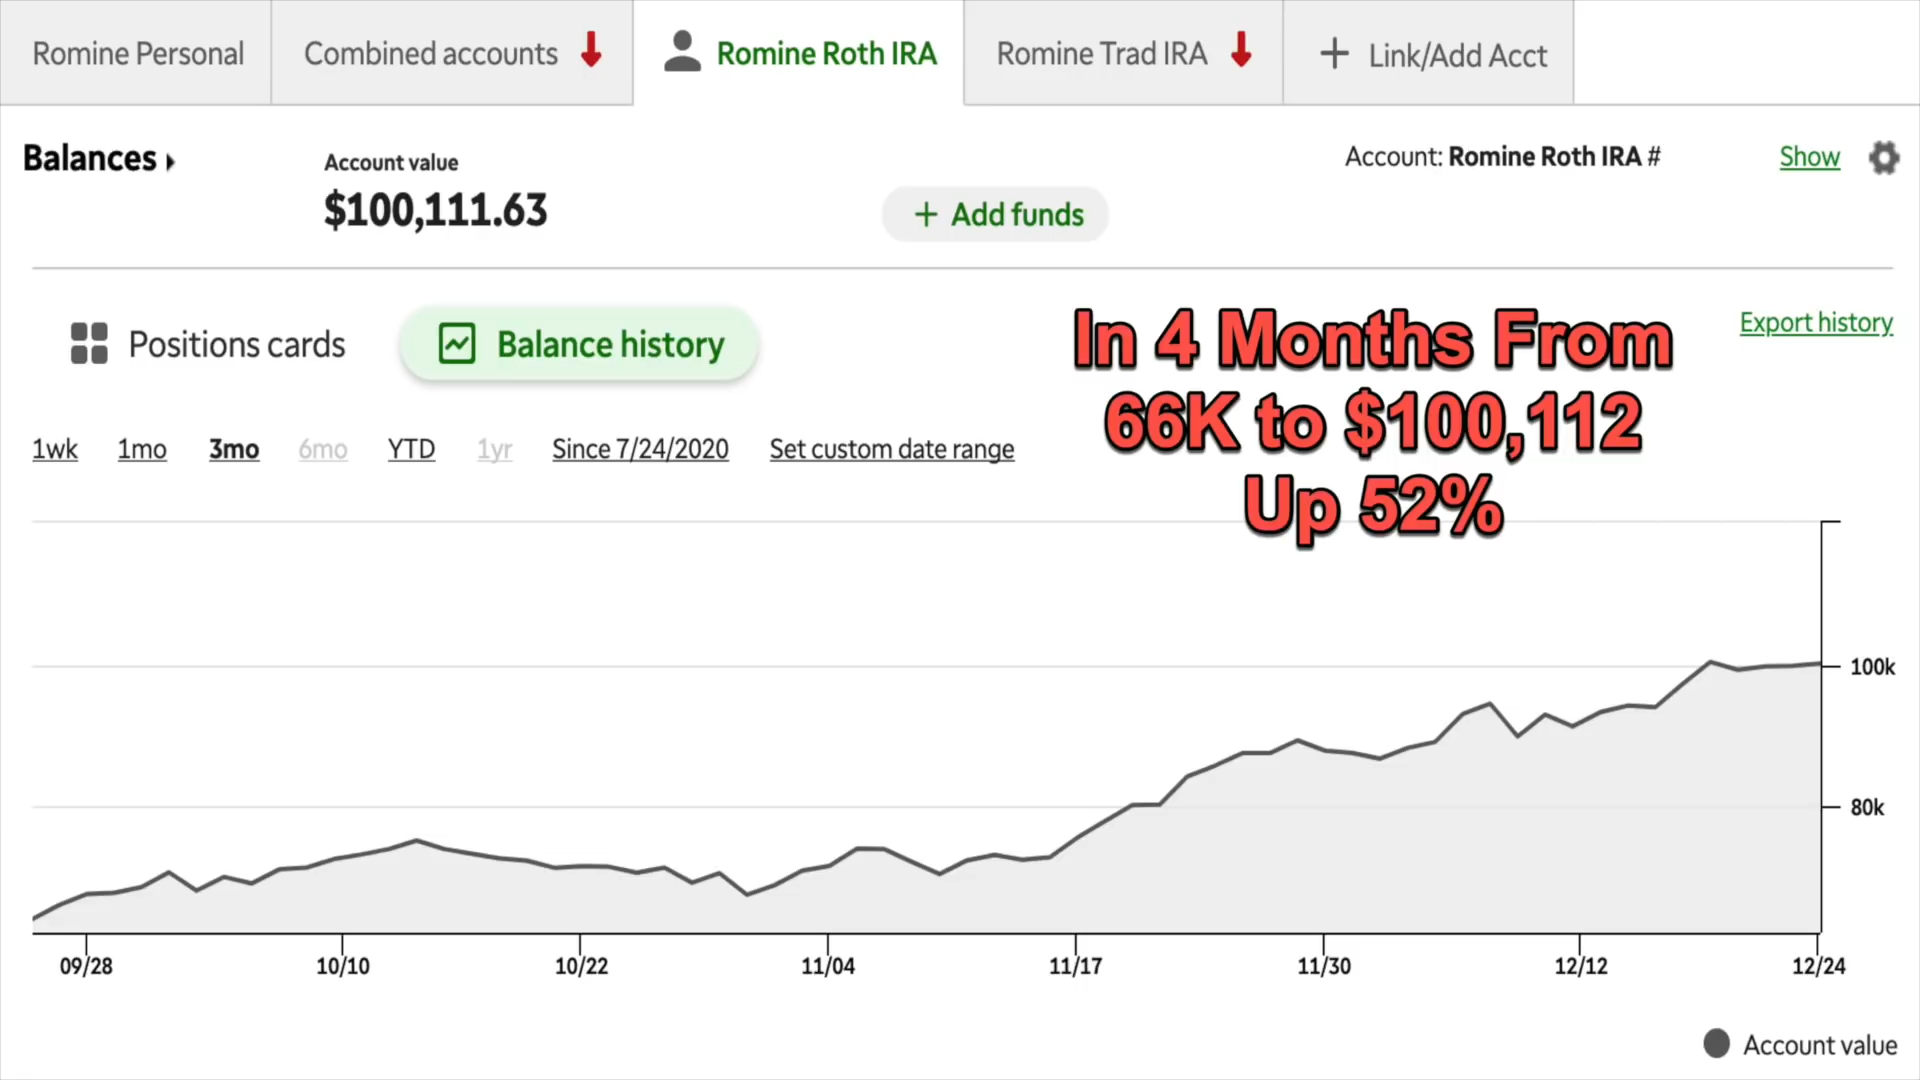 Romine Personal
Combined accounts
Romine Roth IRA
Romine Trad IRA
+ Link/Add Acct
Balances
Account value
$100,111.63
+ Add funds
Account: Romine Roth IRA #
Show
Positions cards
Balance history
In 4 Months From
66K to $100,112
Up 52%
Export history
1wk 1mo 3mo 6mo YTD 1yr Since 7/24/2020 Set custom date range
100k
80k
09/28 10/10 10/22 11/04 11/17 11/30 12/12 12/24
Account value